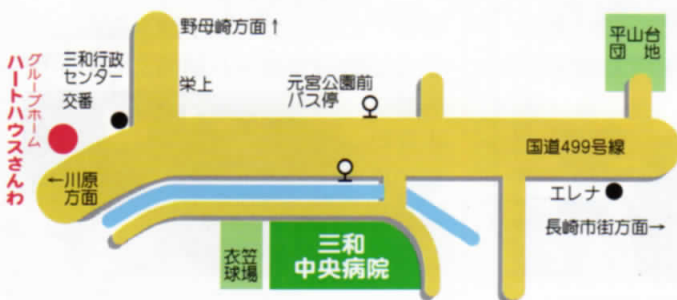 野母崎方面↑
平山台
団地
グループホーム
ハートハウスさんわ
三和行政
センター
交番
栄上
元宮公園前
バス停
国道499号線
←川原
方面
エレナ
長崎市街方面→
衣笠
球場
三和
中央病院